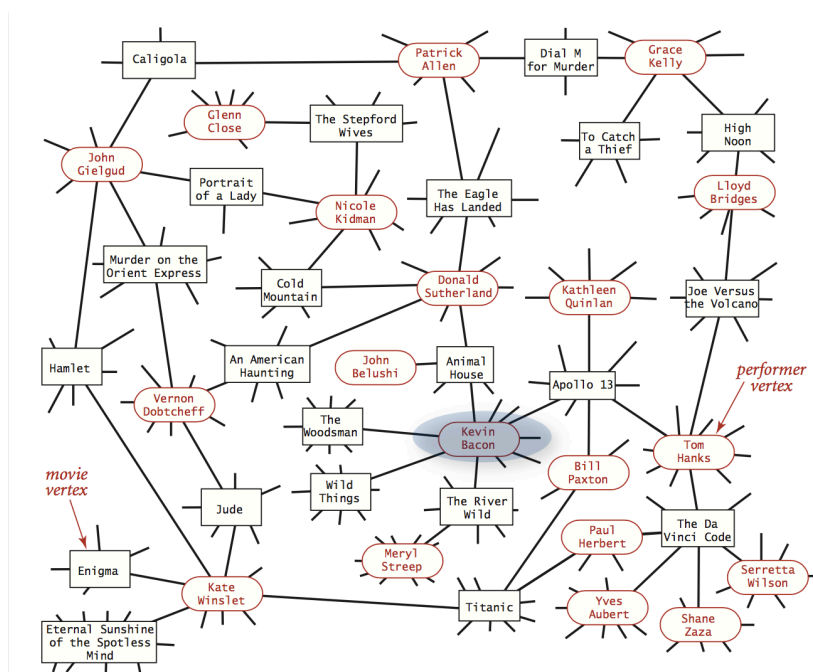 Caligola
Patrick
Allen
Dial M
for Murder
Grace
Kelly
Glenn
Close
The Stepford
Wives
To Catch
a Thief
High
Noon
John
Gielgud
Portrait
of a Lady
Nicole
Kidman
The Eagle
Has Landed
Lloyd
Bridges
Murder on the
Orient Express
Cold
Mountain
Donald
Sutherland
Kathleen
Quinlan
Joe Versus
the Volcano
Hamlet
An American
Haunting
John
Belushi
Animal
House
Apollo 13
performer
vertex
Vernon
Dobtcheff
The
Woodsman
Kevin
Bacon
Tom
Hanks
movie
vertex
Jude
Wild
Things
The River
Wild
Bill
Paxton
Paul
Herbert
The Da
Vinci Code
Enigma
Kate
Winslet
Meryl
Streep
Titanic
Yves
Aubert
Shane
Zaza
Serretta
Wilson
Eternal Sunshine
of the Spotless
Mind